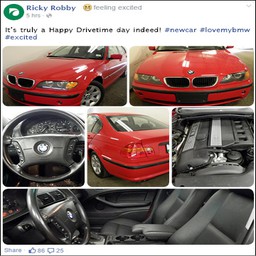 Ricky Robby feeling excited
5 hrs ·
It's truly a Happy Drivetime day indeed! #newcar #lovemybmw
#excited
Share 86 25